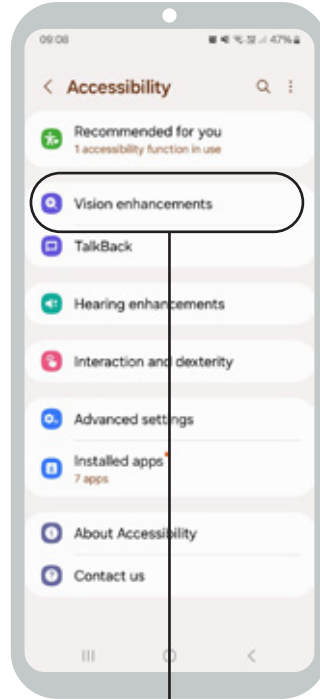 09:08
47%
Accessibility
Recommended for you
1 accessibility function in use
Vision enhancements
TalkBack
Hearing enhancements
Interaction and dexterity
Advanced settings
Installed apps
7 apps
About Accessibility
Contact us